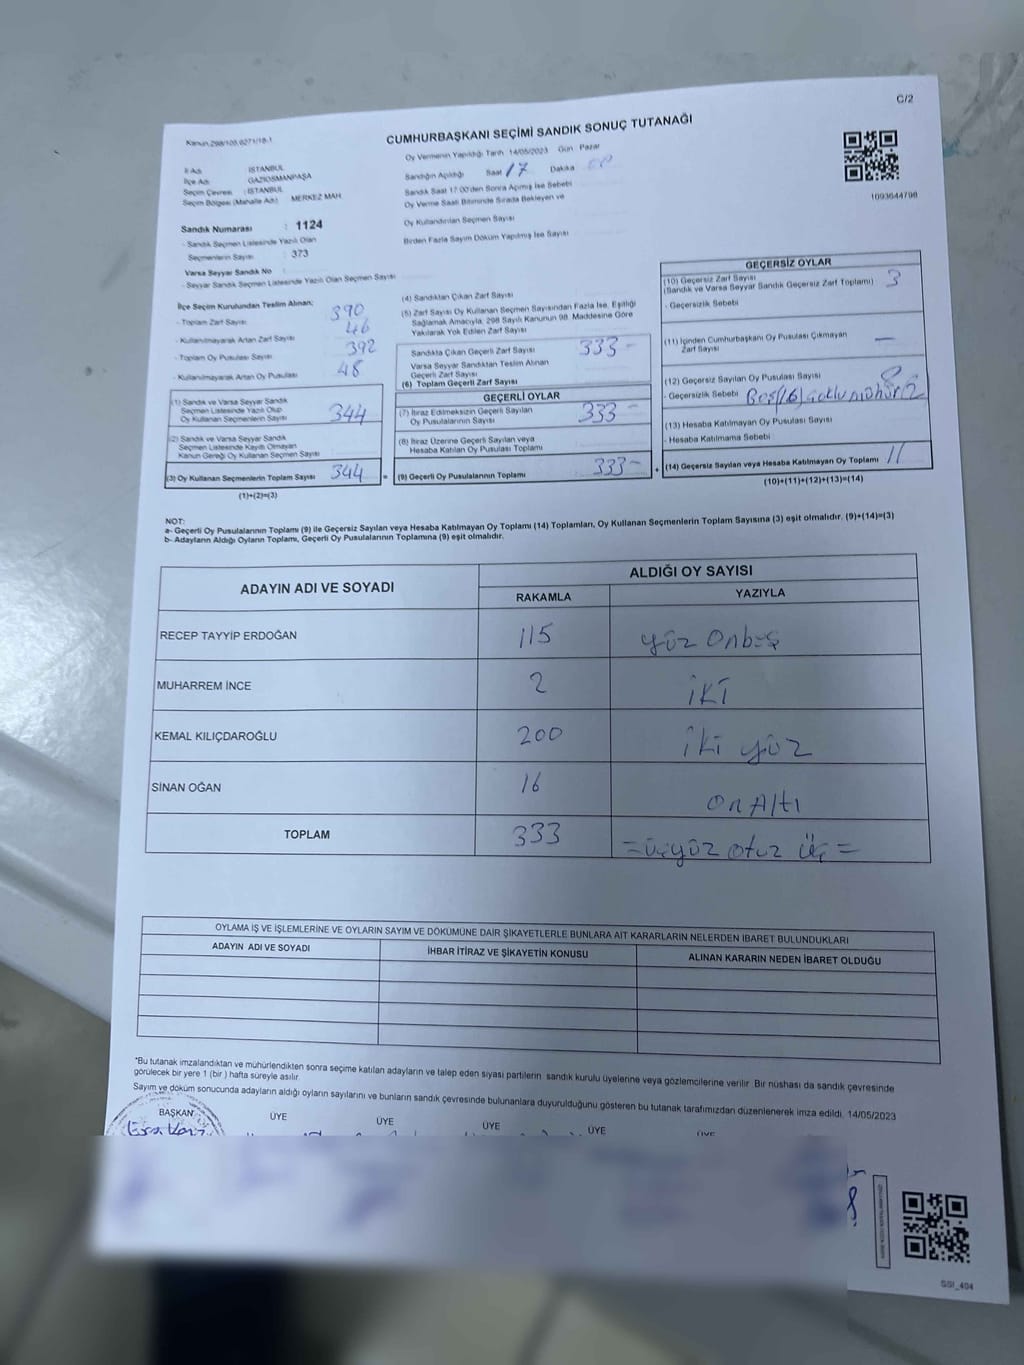 C/2
Kanun:298/105/6271/18-1
CUMHURBAŞKANI SEÇİMİ SANDIK SONUÇ TUTANAĞI
Oy Vermenin Yapıldığı Tarih 14/05/2023 Gün Pazar
İl Adı: İSTANBUL
İlçe Adı: GAZİOSMANPAŞA
Seçim Çevresi : İSTANBUL
Seçim Bölgesi (Mahalle Adı) MERKEZ MAH
Sandık Numarası : 1124
- Sandık Seçmen Listesinde Yazılı Olan
Seçmenlerin Sayısı : 373
Varsa Seyyar Sandık No
- Seyyar Sandık Seçmen Listesinde Yazılı Olan Seçmen Sayısı
Sandığın Açıldığı Saat 17 Dakika
Sandık Saat 17:00'den Sonra Açılmış İse Sebebi
Oy Verme Saati Bitiminde Sırada Bekleyen ve
Oy Kullandırılan Seçmen Sayısı
Birden Fazla Sayım Döküm Yapılmış İse Sayısı
1093644798
İlçe Seçim Kurulundan Teslim Alınan:
- Toplam Zarf Sayısı 390
- Kullanılmayarak Artan Zarf Sayısı 46
- Toplam Oy Pusulası Sayısı 392
- Kullanılmayarak Artan Oy Pusulası 48
(1) Sandık ve Varsa Seyyar Sandık
Seçmen Listesinde Yazılı Olup
Oy Kullanan Seçmenlerin Sayısı 344
(2) Sandık ve Varsa Seyyar Sandık
Seçmen Listesinde Kayıtlı Olmayan
Kanun Gereği Oy Kullanan Seçmen Sayısı
(3) Oy Kullanan Seçmenlerin Toplam Sayısı 344 =
(1)+(2)=(3)
(4) Sandıktan Çıkan Zarf Sayısı
(5) Zarf Sayısı Oy Kullanan Seçmen Sayısından Fazla İse, Eşitliği
Sağlamak Amacıyla, 298 Sayılı Kanunun 98. Maddesine Göre
Yakılarak Yok Edilen Zarf Sayısı
Sandıkta Çıkan Geçerli Zarf Sayısı 333 -
Varsa Seyyar Sandıktan Teslim Alınan
Geçerli Zarf Sayısı
(6) Toplam Geçerli Zarf Sayısı
GEÇERLİ OYLAR
(7) İtiraz Edilmeksizin Geçerli Sayılan
Oy Pusulalarının Sayısı 333 -
(8) İtiraz Üzerine Geçerli Sayılan veya
Hesaba Katılan Oy Pusulası Toplamı
(9) Geçerli Oy Pusulalarının Toplamı 333 - +
GEÇERSİZ OYLAR
(10) Geçersiz Zarf Sayısı 3
(Sandık ve Varsa Seyyar Sandık Geçersiz Zarf Toplamı)
- Geçersizlik Sebebi
(11) İçinden Cumhurbaşkanı Oy Pusulası Çıkmayan
Zarf Sayısı -
(12) Geçersiz Sayılan Oy Pusulası Sayısı 8
- Geçersizlik Sebebi Boş(6)
(13) Hesaba Katılmayan Oy Pusulası Sayısı
- Hesaba Katılmama Sebebi
(14) Geçersiz Sayılan veya Hesaba Katılmayan Oy Toplamı 11
(10)+(11)+(12)+(13)=(14)
NOT:
a- Geçerli Oy Pusulalarının Toplamı (9) ile Geçersiz Sayılan veya Hesaba Katılmayan Oy Toplamı (14) Toplamları, Oy Kullanan Seçmenlerin Toplam Sayısına (3) eşit olmalıdır. (9)+(14)=(3)
b- Adayların Aldığı Oyların Toplamı, Geçerli Oy Pusulalarının Toplamına (9) eşit olmalıdır.
ADAYIN ADI VE SOYADI ALDIĞI OY SAYISI
RAKAMLA YAZIYLA
RECEP TAYYİP ERDOĞAN 115 yüz onbeş
MUHARREM İNCE 2 iki
KEMAL KILIÇDAROĞLU 200 iki yüz
SİNAN OĞAN 16 on Altı
TOPLAM 333 =üçyüz otuz üç=
OYLAMA İŞ VE İŞLEMLERİNE VE OYLARIN SAYIM VE DÖKÜMÜNE DAİR ŞİKAYETLERLE BUNLARA AİT KARARLARIN NELERDEN İBARET BULUNDUKLARI
ADAYIN ADI VE SOYADI İHBAR İTİRAZ VE ŞİKAYETİN KONUSU ALINAN KARARIN NEDEN İBARET OLDUĞU
*Bu tutanak imzalandıktan ve mühürlendikten sonra seçime katılan adayların ve talep eden siyasi partilerin sandık kurulu üyelerine veya gözlemcilerine verilir. Bir nüshası da sandık çevresinde
görülecek bir yere 1 (bir) hafta süreyle asılır.
Sayım ve döküm sonucunda adayların aldığı oyların sayılarını ve bunların sandık çevresinde bulunanlara duyurulduğunu gösteren bu tutanak tarafımızdan düzenlenerek imza edildi. 14/05/2023
BAŞKAN ÜYE ÜYE ÜYE ÜYE ÜYE
SSI_404